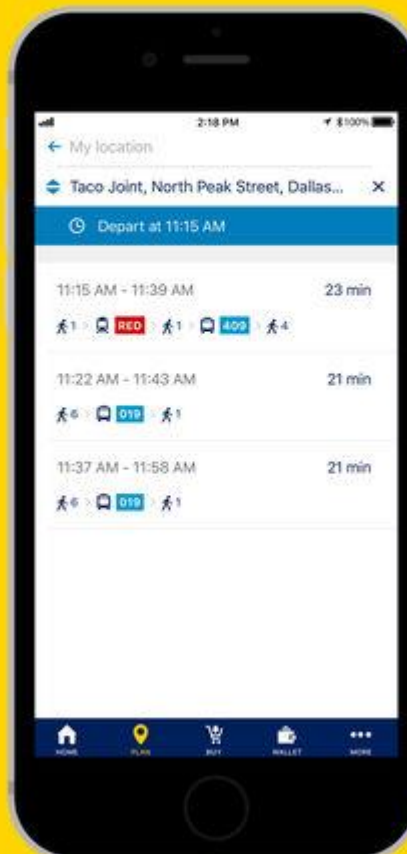 2:18 PM
100%
My location
Taco Joint, North Peak Street, Dallas...
Depart at 11:15 AM
11:15 AM - 11:39 AM 23 min
1 RED 1 409 4
11:22 AM - 11:43 AM 21 min
6 019 1
11:37 AM - 11:58 AM 21 min
6 019 1
HOME PLAN BUY WALLET MORE